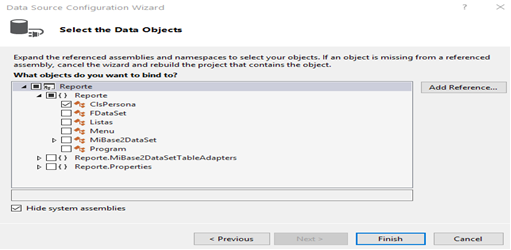 Data Source Configuration Wizard
?
Select the Data Objects
Expand the referenced assemblies and namespaces to select your objects. If an object is missing from a referenced
assembly, cancel the wizard and rebuild the project that contains the object.
What objects do you want to bind to?
Reporte
Add Reference...
{ } Reporte
ClsPersona
FDataSet
Listas
Menu
MiBase2DataSet
Program
{ } Reporte.MiBase2DataSetTableAdapters
{ } Reporte.Properties
Hide system assemblies
< Previous
Next >
Finish
Cancel